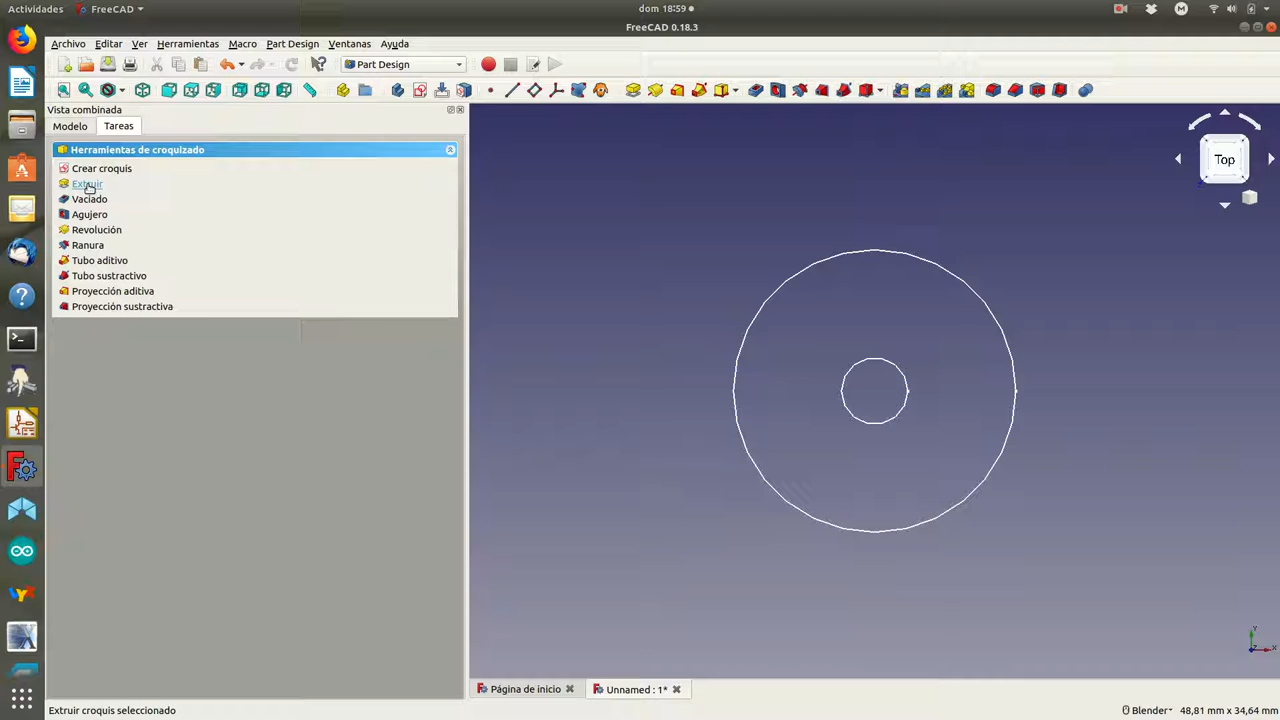 Actividades
FreeCAD
dom 18:59
FreeCAD 0.18.3
Archivo Editar Ver Herramientas Macro Part Design Ventanas Ayuda
Part Design
Vista combinada
Modelo Tareas
Herramientas de croquizado
Crear croquis
Extruir
Vaciado
Agujero
Revolución
Ranura
Tubo aditivo
Tubo sustractivo
Proyección aditiva
Proyección sustractiva
Top
Y
X
Página de inicio
Unnamed : 1*
Extruir croquis seleccionado
Blender
48,81 mm x 34,64 mm